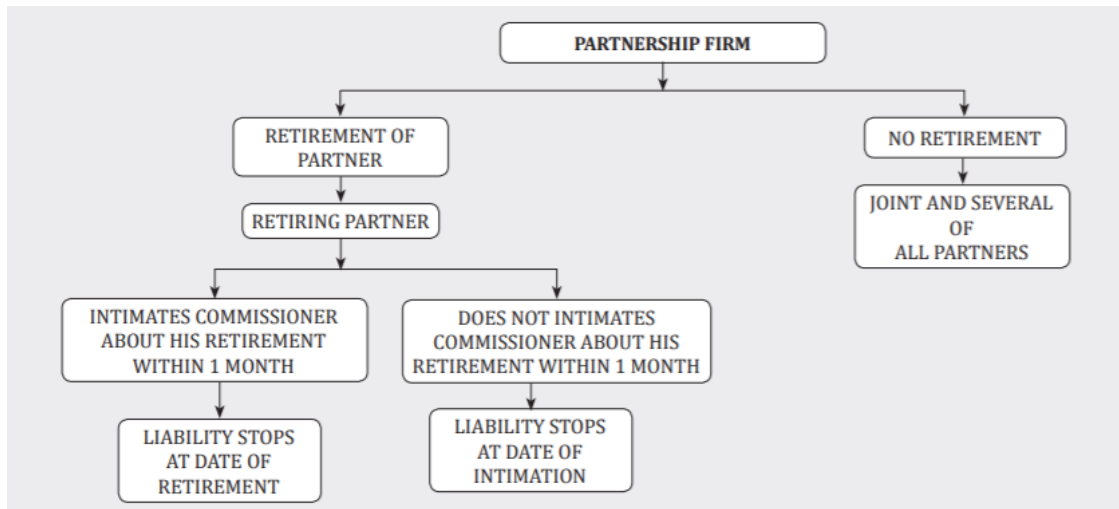 PARTNERSHIP FIRM
RETIREMENT OF
PARTNER
NO RETIREMENT
RETIRING PARTNER
JOINT AND SEVERAL
OF
ALL PARTNERS
INTIMATES COMMISSIONER
ABOUT HIS RETIREMENT
WITHIN 1 MONTH
DOES NOT INTIMATES
COMMISSIONER ABOUT HIS
RETIREMENT WITHIN 1 MONTH
LIABILITY STOPS
AT DATE OF
RETIREMENT
LIABILITY STOPS
AT DATE OF
INTIMATION